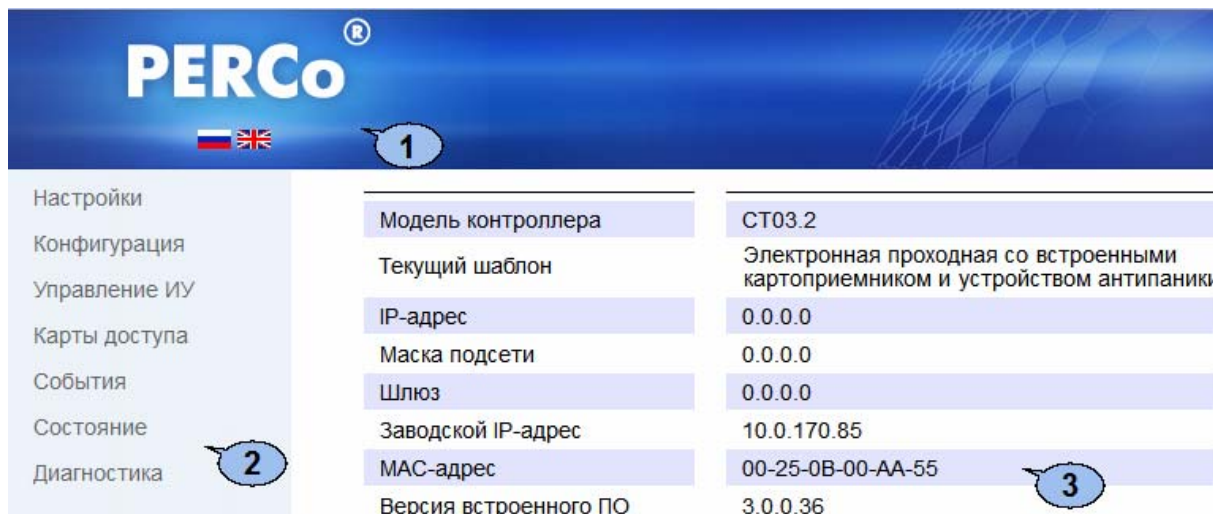 PERCo®
1
Настройки
Конфигурация
Управление ИУ
Карты доступа
События
Состояние
Диагностика
2
Модель контроллера CT03.2
Текущий шаблон Электронная проходная со встроенными
картоприемником и устройством антипаники
IP-адрес 0.0.0.0
Маска подсети 0.0.0.0
Шлюз 0.0.0.0
Заводской IP-адрес 10.0.170.85
MAC-адрес 00-25-0B-00-AA-55
3
Версия встроенного ПО 3.0.0.36